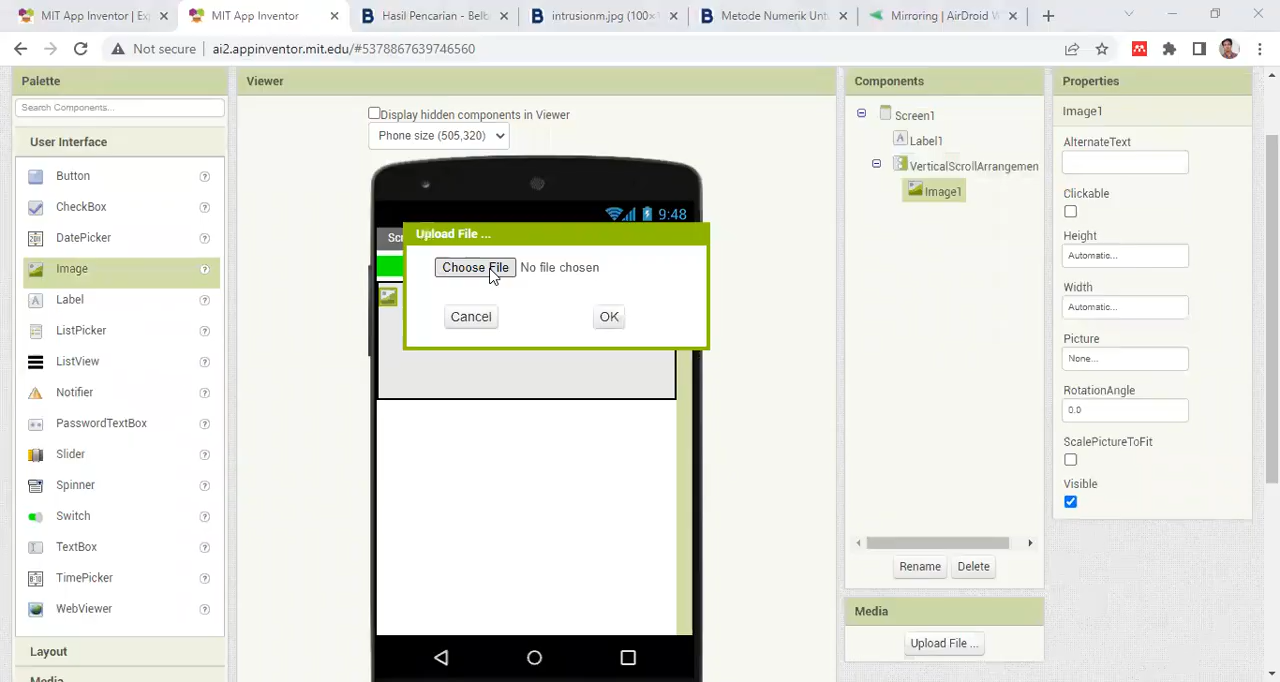 MIT App Inventor | Ex
MIT App Inventor
Hasil Pencarian - Belb
intrusionm.jpg (100×
Metode Numerik Unt
Mirroring | AirDroid W
Not secure
ai2.appinventor.mit.edu/#5378867639746560
Palette
Viewer
Components
Properties
Search Components...
User Interface
Button
CheckBox
DatePicker
Image
Label
ListPicker
ListView
Notifier
PasswordTextBox
Slider
Spinner
Switch
TextBox
TimePicker
WebViewer
Layout
Media
Display hidden components in Viewer
Phone size (505,320)
9:48
Scr
Upload File ...
Choose File No file chosen
Cancel
OK
Screen1
Label1
VerticalScrollArrangemen
Image1
Rename
Delete
Media
Upload File ...
Image1
AlternateText
Clickable
Height
Automatic...
Width
Automatic...
Picture
None...
RotationAngle
0.0
ScalePictureToFit
Visible